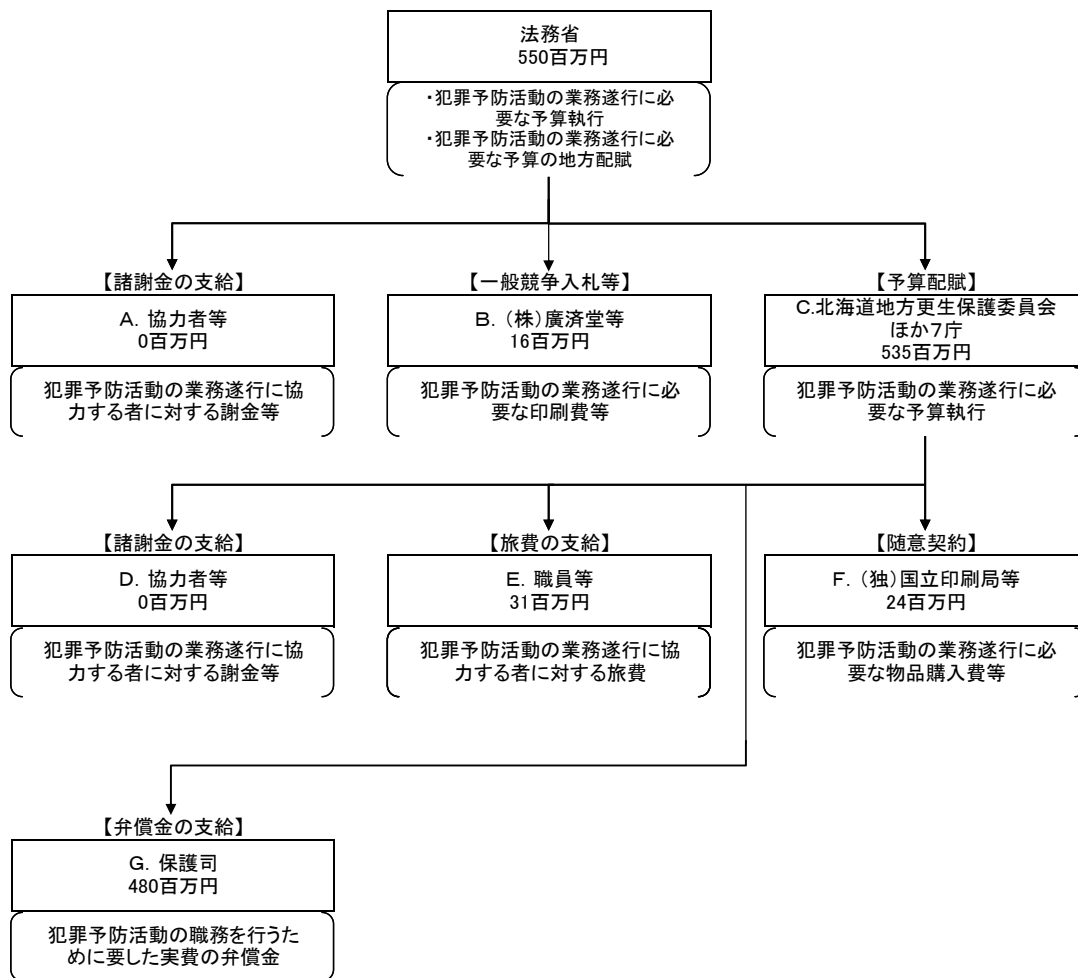 法務省
550百万円
・犯罪予防活動の業務遂行に必
要な予算執行
・犯罪予防活動の業務遂行に必
要な予算の地方配賦
【諸謝金の支給】
A. 協力者等
0百万円
犯罪予防活動の業務遂行に協
力する者に対する謝金等
【一般競争入札等】
B. (株)廣済堂等
16百万円
犯罪予防活動の業務遂行に必
要な印刷費等
【予算配賦】
C.北海道地方更生保護委員会
ほか7庁
535百万円
犯罪予防活動の業務遂行に必
要な予算執行
【諸謝金の支給】
D. 協力者等
0百万円
犯罪予防活動の業務遂行に協
力する者に対する謝金等
【旅費の支給】
E. 職員等
31百万円
犯罪予防活動の業務遂行に協
力する者に対する旅費
【随意契約】
F. (独)国立印刷局等
24百万円
犯罪予防活動の業務遂行に必
要な物品購入費等
【弁償金の支給】
G. 保護司
480百万円
犯罪予防活動の職務を行うた
めに要した実費の弁償金